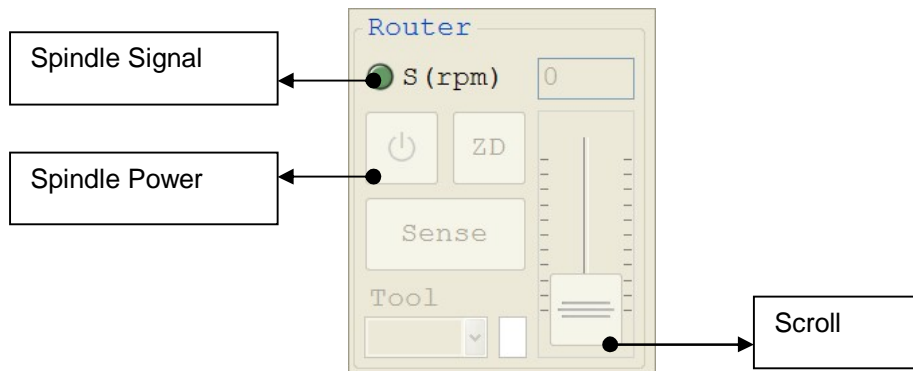 Router
Spindle Signal
S(rpm)
0
ZD
Spindle Power
Sense
Tool
Scroll